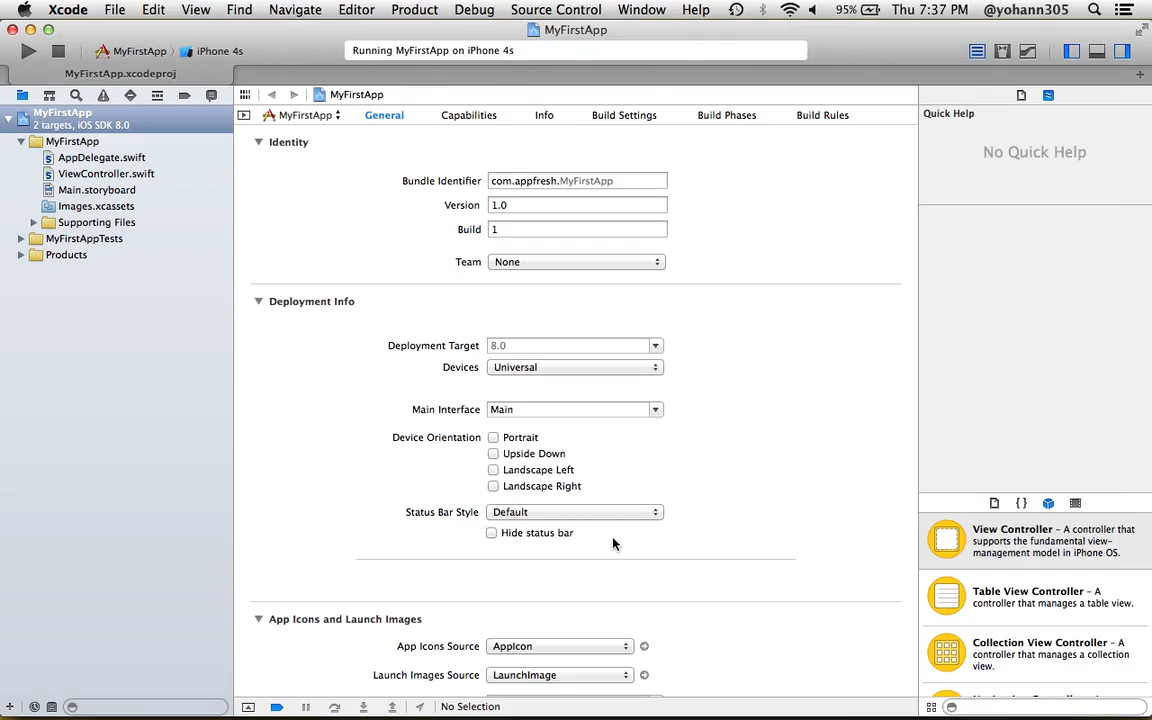 Xcode File Edit View Find Navigate Editor Product Debug Source Control Window Help 95% Thu 7:37 PM @yohann305
MyFirstApp
MyFirstApp iPhone 4s
Running MyFirstApp on iPhone 4s
MyFirstApp.xcodeproj
MyFirstApp
MyFirstApp
2 targets, iOS SDK 8.0
MyFirstApp
AppDelegate.swift
ViewController.swift
Main.storyboard
Images.xcassets
Supporting Files
MyFirstAppTests
Products
MyFirstApp General Capabilities Info Build Settings Build Phases Build Rules
Identity
Bundle Identifier com.appfresh.MyFirstApp
Version 1.0
Build 1
Team None
Deployment Info
Deployment Target 8.0
Devices Universal
Main Interface Main
Device Orientation Portrait
Upside Down
Landscape Left
Landscape Right
Status Bar Style Default
Hide status bar
App Icons and Launch Images
App Icons Source AppIcon
Launch Images Source LaunchImage
No Selection
Quick Help
No Quick Help
{ }
View Controller – A controller that
supports the fundamental view-
management model in iPhone OS.
Table View Controller – A
controller that manages a table view.
Collection View Controller – A
controller that manages a collection
view.